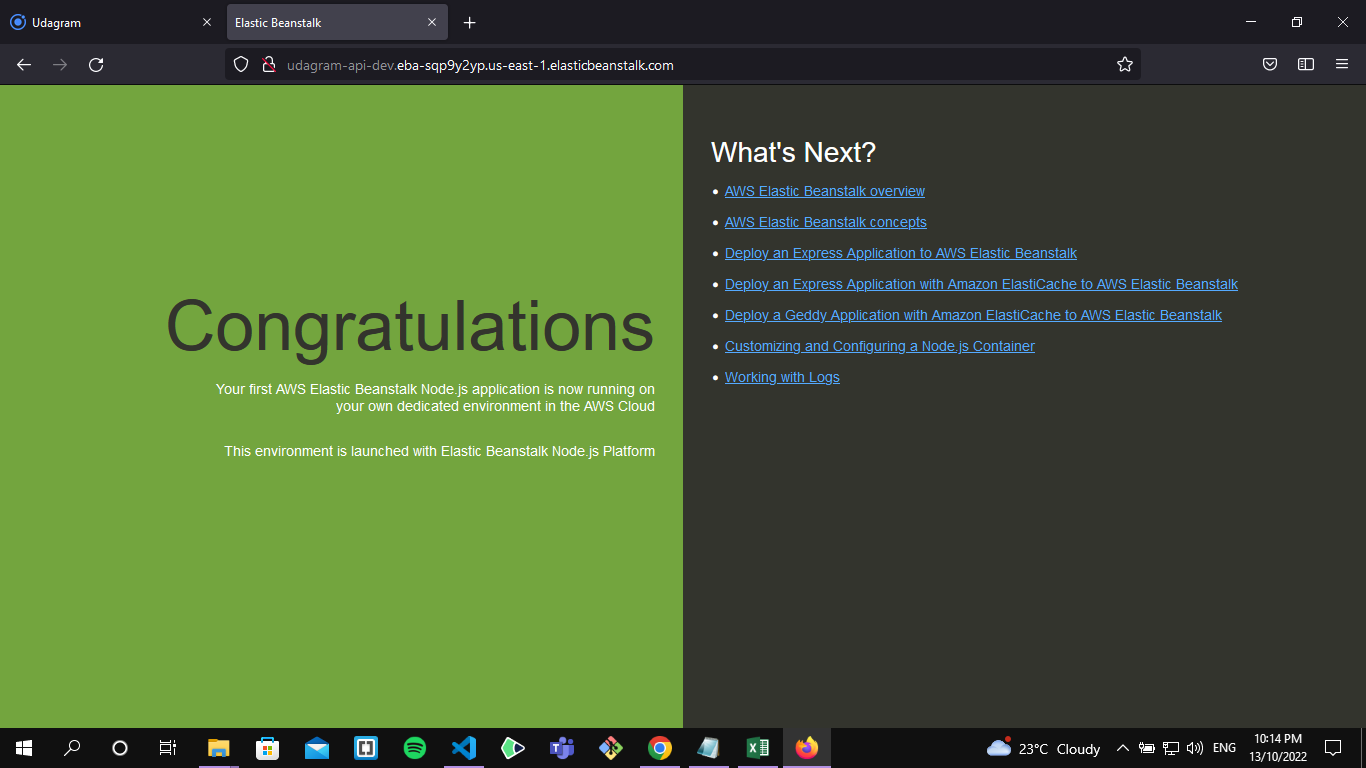 Udagram
Elastic Beanstalk
udagram-api-dev.eba-sqp9y2yp.us-east-1.elasticbeanstalk.com
Congratulations
Your first AWS Elastic Beanstalk Node.js application is now running on
your own dedicated environment in the AWS Cloud
This environment is launched with Elastic Beanstalk Node.js Platform
What's Next?
AWS Elastic Beanstalk overview
AWS Elastic Beanstalk concepts
Deploy an Express Application to AWS Elastic Beanstalk
Deploy an Express Application with Amazon ElastiCache to AWS Elastic Beanstalk
Deploy a Geddy Application with Amazon ElastiCache to AWS Elastic Beanstalk
Customizing and Configuring a Node.js Container
Working with Logs
23°C Cloudy
ENG
10:14 PM
13/10/2022